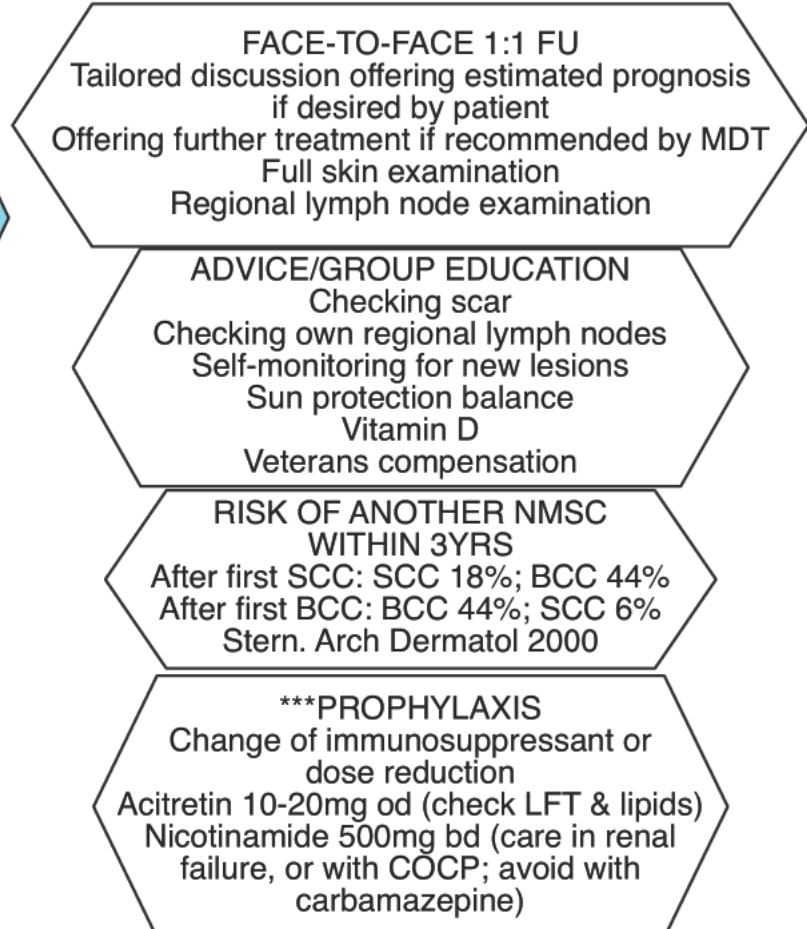 FACE-TO-FACE 1:1 FU
Tailored discussion offering estimated prognosis
if desired by patient
Offering further treatment if recommended by MDT
Full skin examination
Regional lymph node examination
ADVICE/GROUP EDUCATION
Checking scar
Checking own regional lymph nodes
Self-monitoring for new lesions
Sun protection balance
Vitamin D
Veterans compensation
RISK OF ANOTHER NMSC
WITHIN 3YRS
After first SCC: SCC 18%; BCC 44%
After first BCC: BCC 44%; SCC 6%
Stern. Arch Dermatol 2000
***PROPHYLAXIS
Change of immunosuppressant or
dose reduction
Acitretin 10-20mg od (check LFT & lipids)
Nicotinamide 500mg bd (care in renal
failure, or with COCP; avoid with
carbamazepine)